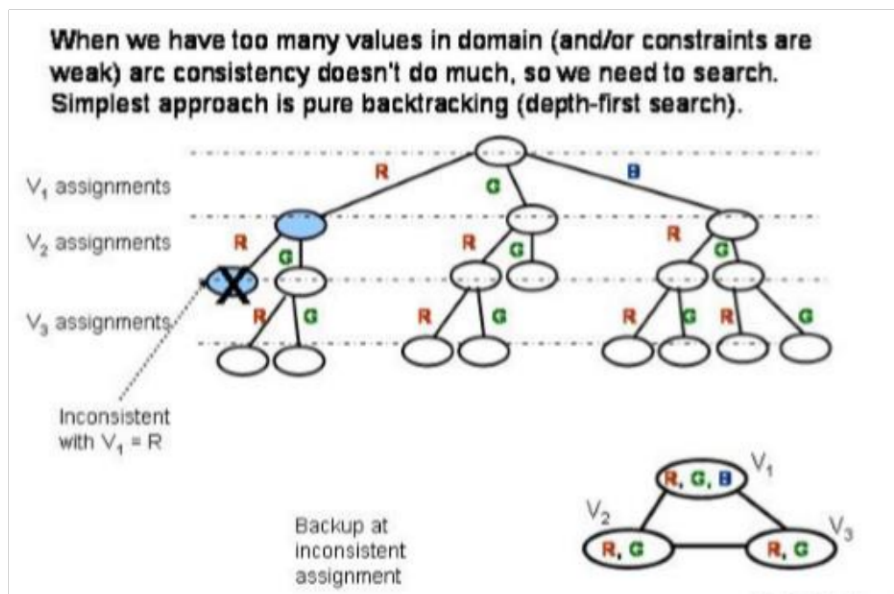 When we have too many values in domain (and/or constraints are
weak) arc consistency doesn't do much, so we need to search.
Simplest approach is pure backtracking (depth-first search).
R
G
B
V₁ assignments
V₂ assignments
R
G
R
G
R
G
V₃ assignments
R
G
R
G
R
G
R
G
Inconsistent
with V₁ = R
V₁
R, G, B
V₂
V₃
R, G
R, G
Backup at
inconsistent
assignment